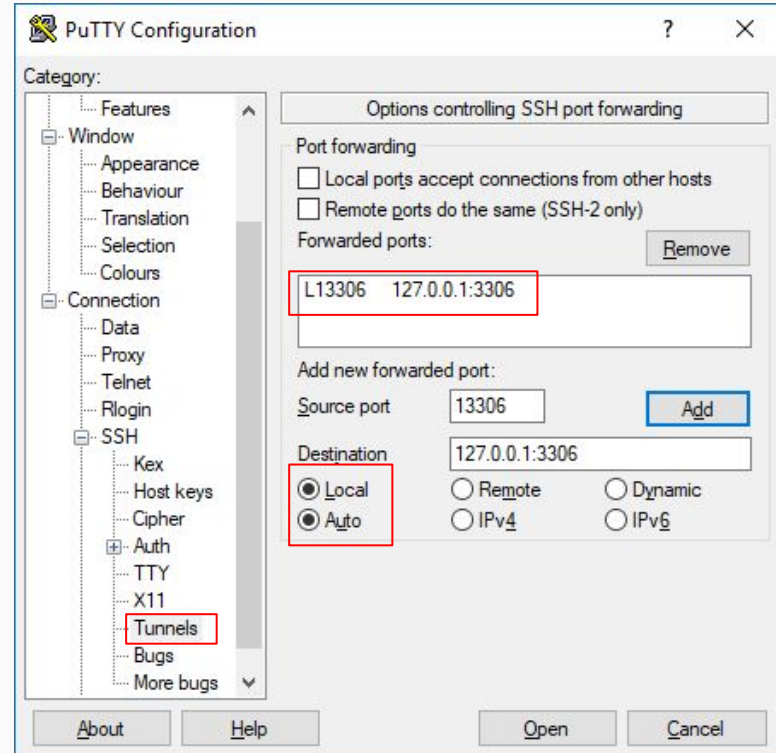 PuTTY Configuration
?
Category:
Features
Window
Appearance
Behaviour
Translation
Selection
Colours
Connection
Data
Proxy
Telnet
Rlogin
SSH
Kex
Host keys
Cipher
Auth
TTY
X11
Tunnels
Bugs
More bugs
Options controlling SSH port forwarding
Port forwarding
Local ports accept connections from other hosts
Remote ports do the same (SSH-2 only)
Forwarded ports:
Remove
L13306 127.0.0.1:3306
Add new forwarded port:
Source port 13306 Add
Destination 127.0.0.1:3306
Local Remote Dynamic
Auto IPv4 IPv6
About Help Open Cancel